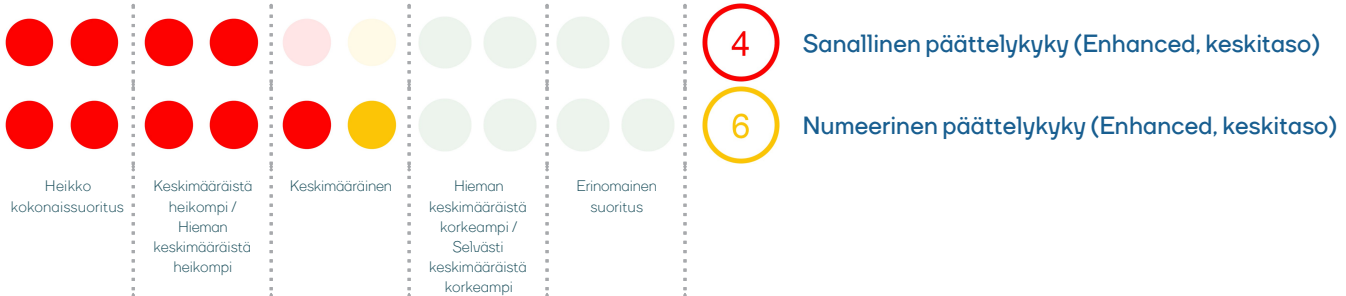 4 Sanallinen päättelykyky (Enhanced, keskitaso)
6 Numeerinen päättelykyky (Enhanced, keskitaso)
Heikko
kokonaissuoritus
Keskimääräistä
heikompi /
Hieman
keskimääräistä
heikompi
Keskimääräinen
Hieman
keskimääräistä
korkeampi /
Selvästi
keskimääräistä
korkeampi
Erinomainen
suoritus